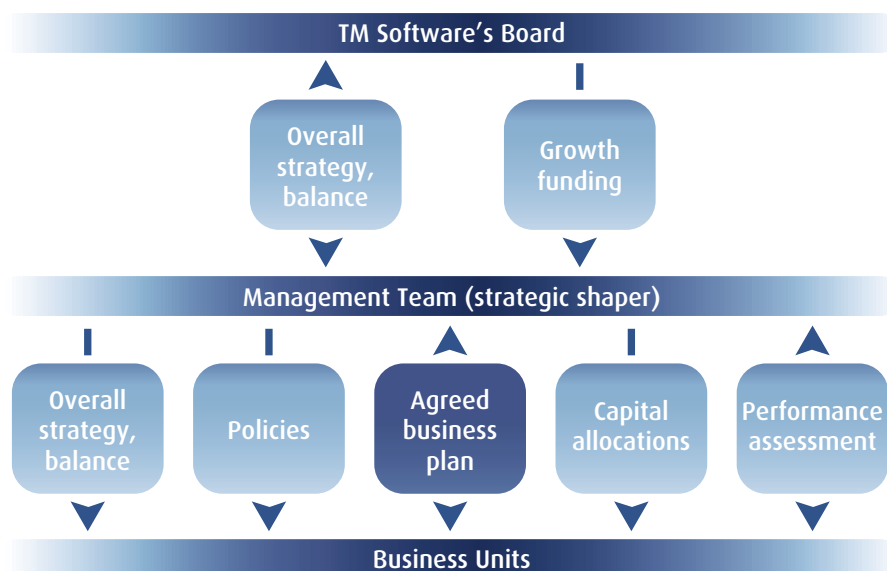 TM Software's Board
Overall
strategy,
balance
Growth
funding
Management Team (strategic shaper)
Overall
strategy,
balance
Policies
Agreed
business
plan
Capital
allocations
Performance
assessment
Business Units